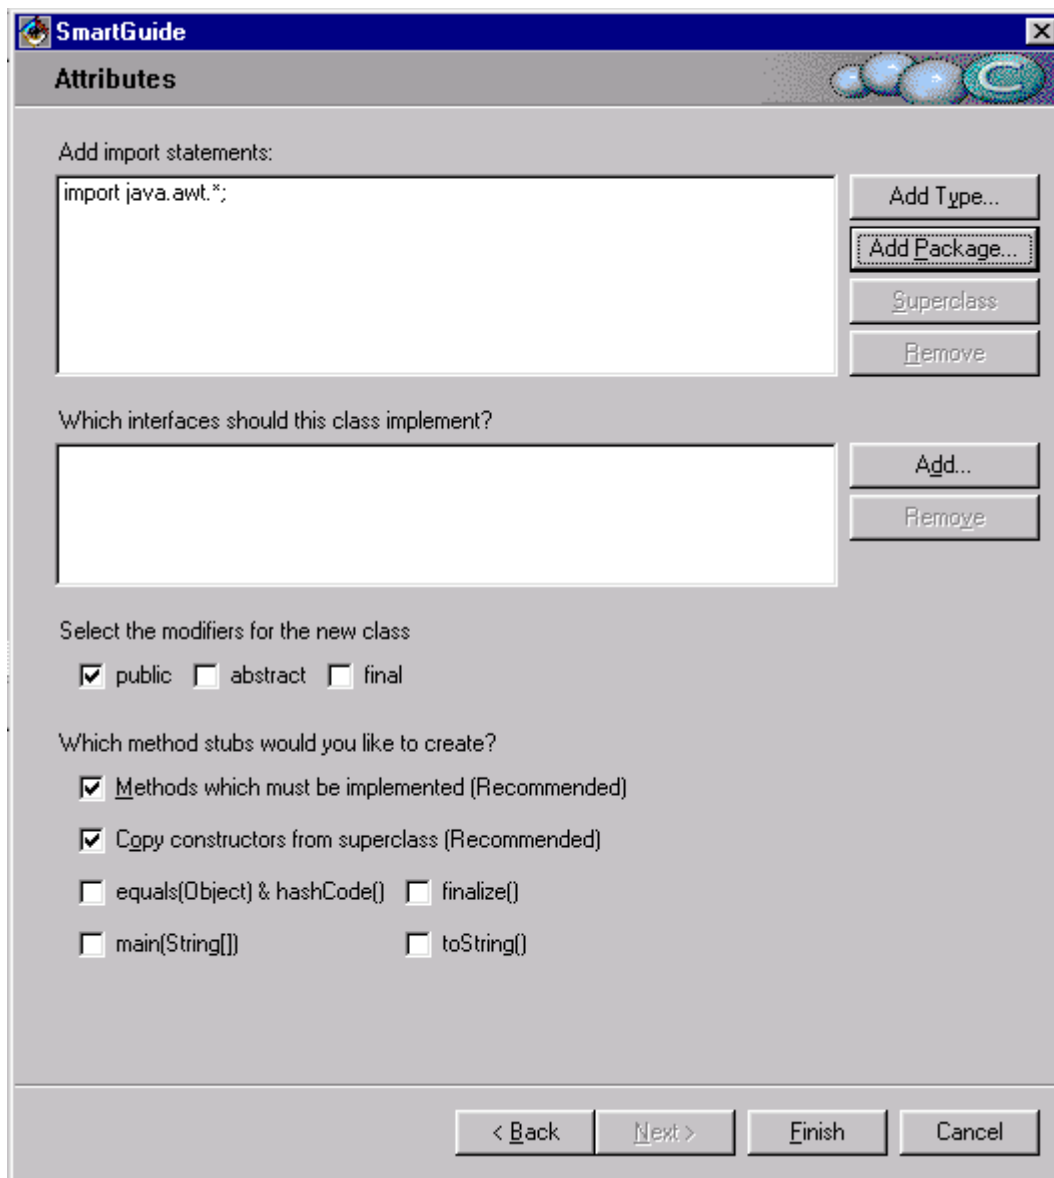 SmartGuide
Attributes
C
Add import statements:
import java.awt.*;
Add Type...
Add Package...
Superclass
Remove
Which interfaces should this class implement?
Add...
Remove
Select the modifiers for the new class
public abstract final
Which method stubs would you like to create?
Methods which must be implemented (Recommended)
Copy constructors from superclass (Recommended)
equals(Object) & hashCode() finalize()
main(String[]) toString()
< Back Next > Finish Cancel